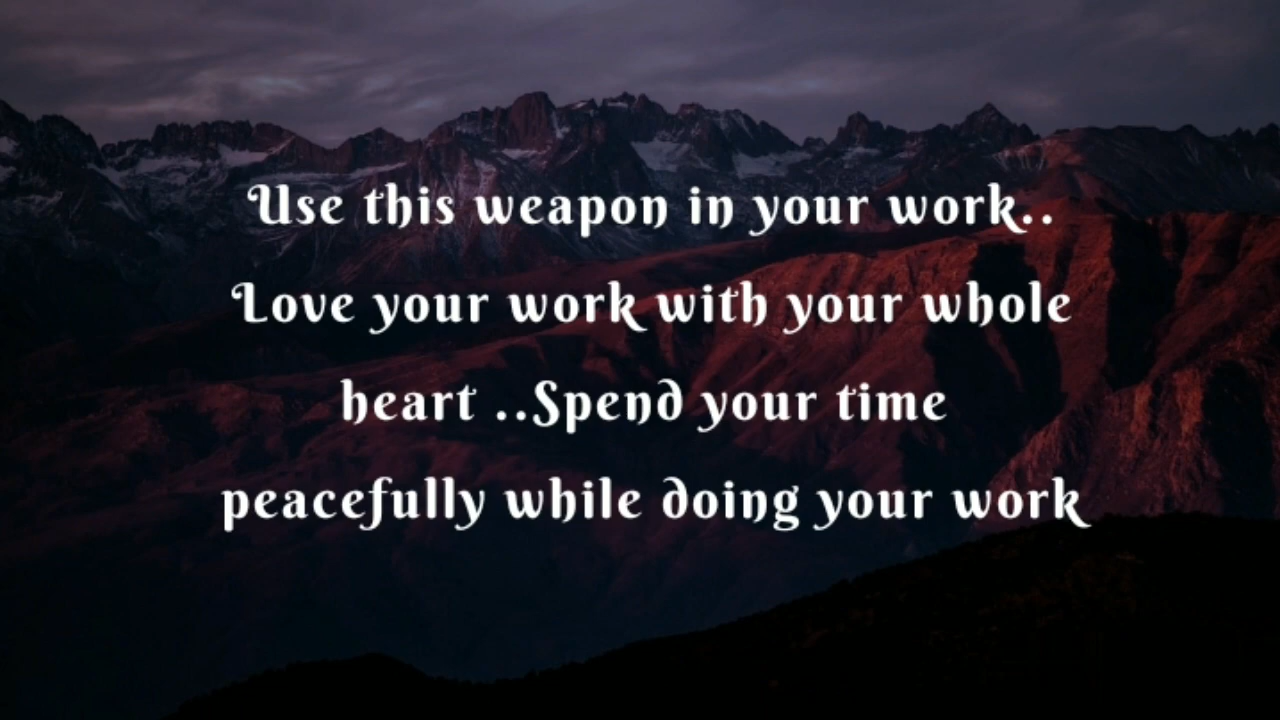 Use this weapon in your work..
Love your work with your whole
heart ..Spend your time
peacefully while doing your work